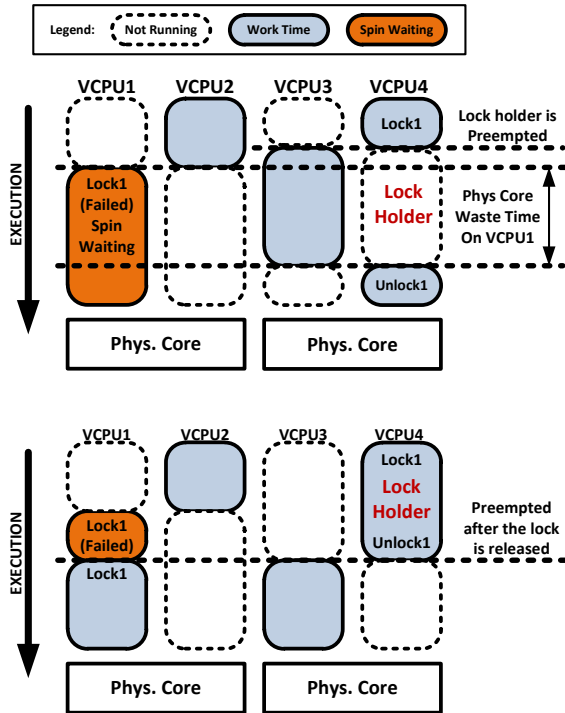 Legend:
Not Running
Work Time
Spin Waiting
VCPU1
VCPU2
VCPU3
VCPU4
EXECUTION
Lock1
Lock holder is
Preempted
Lock1
(Failed)
Spin
Waiting
Lock
Holder
Phys Core
Waste Time
On VCPU1
Unlock1
Phys. Core
Phys. Core
VCPU1
VCPU2
VCPU3
VCPU4
EXECUTION
Lock1
Lock
Holder
Unlock1
Lock1
(Failed)
Preempted
after the lock
is released
Lock1
Phys. Core
Phys. Core